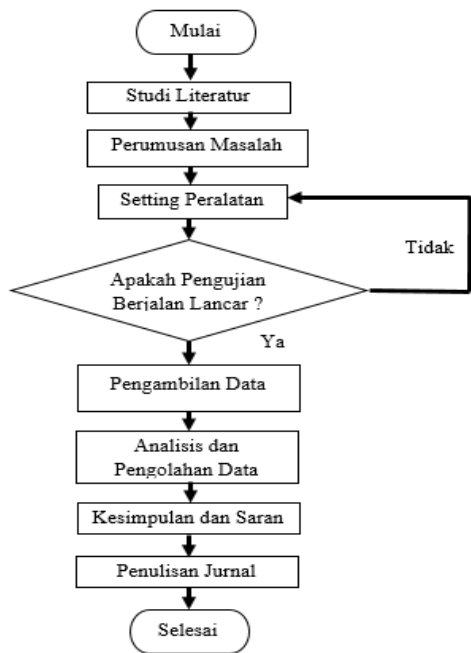 Mulai
Studi Literatur
Perumusan Masalah
Setting Peralatan
Tidak
Apakah Pengujian
Berjalan Lancar ?
Ya
Pengambilan Data
Analisis dan
Pengolahan Data
Kesimpulan dan Saran
Penulisan Jurnal
Selesai